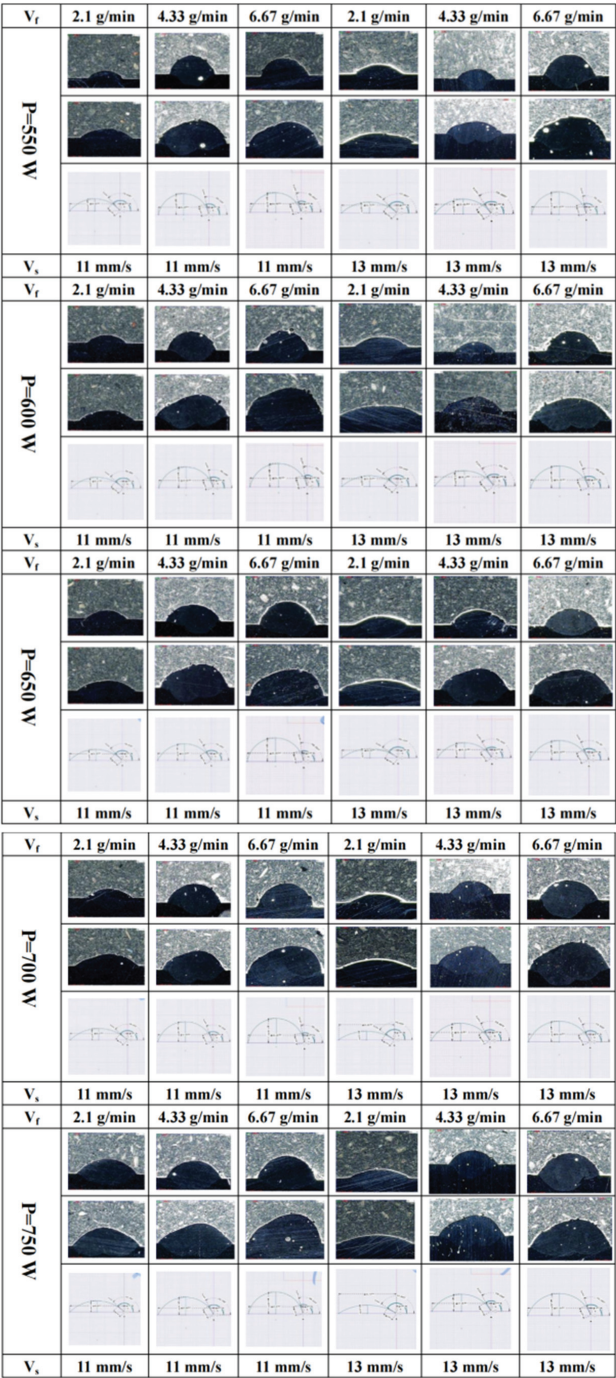 Vf 2.1 g/min 4.33 g/min 6.67 g/min 2.1 g/min 4.33 g/min 6.67 g/min
P=550 W
Vs 11 mm/s 11 mm/s 11 mm/s 13 mm/s 13 mm/s 13 mm/s
Vf 2.1 g/min 4.33 g/min 6.67 g/min 2.1 g/min 4.33 g/min 6.67 g/min
P=600 W
Vs 11 mm/s 11 mm/s 11 mm/s 13 mm/s 13 mm/s 13 mm/s
Vf 2.1 g/min 4.33 g/min 6.67 g/min 2.1 g/min 4.33 g/min 6.67 g/min
P=650 W
Vs 11 mm/s 11 mm/s 11 mm/s 13 mm/s 13 mm/s 13 mm/s
Vf 2.1 g/min 4.33 g/min 6.67 g/min 2.1 g/min 4.33 g/min 6.67 g/min
P=700 W
Vs 11 mm/s 11 mm/s 11 mm/s 13 mm/s 13 mm/s 13 mm/s
Vf 2.1 g/min 4.33 g/min 6.67 g/min 2.1 g/min 4.33 g/min 6.67 g/min
P=750 W
Vs 11 mm/s 11 mm/s 11 mm/s 13 mm/s 13 mm/s 13 mm/s